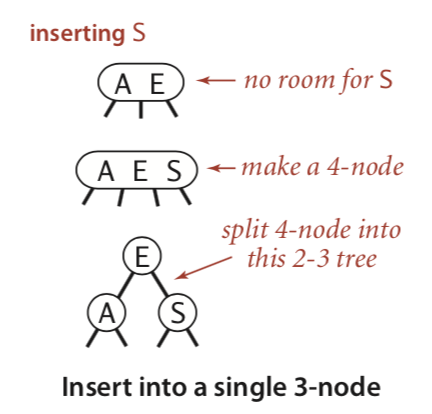 inserting S
A E
no room for S
A E S
make a 4-node
split 4-node into
this 2-3 tree
E
A S
Insert into a single 3-node